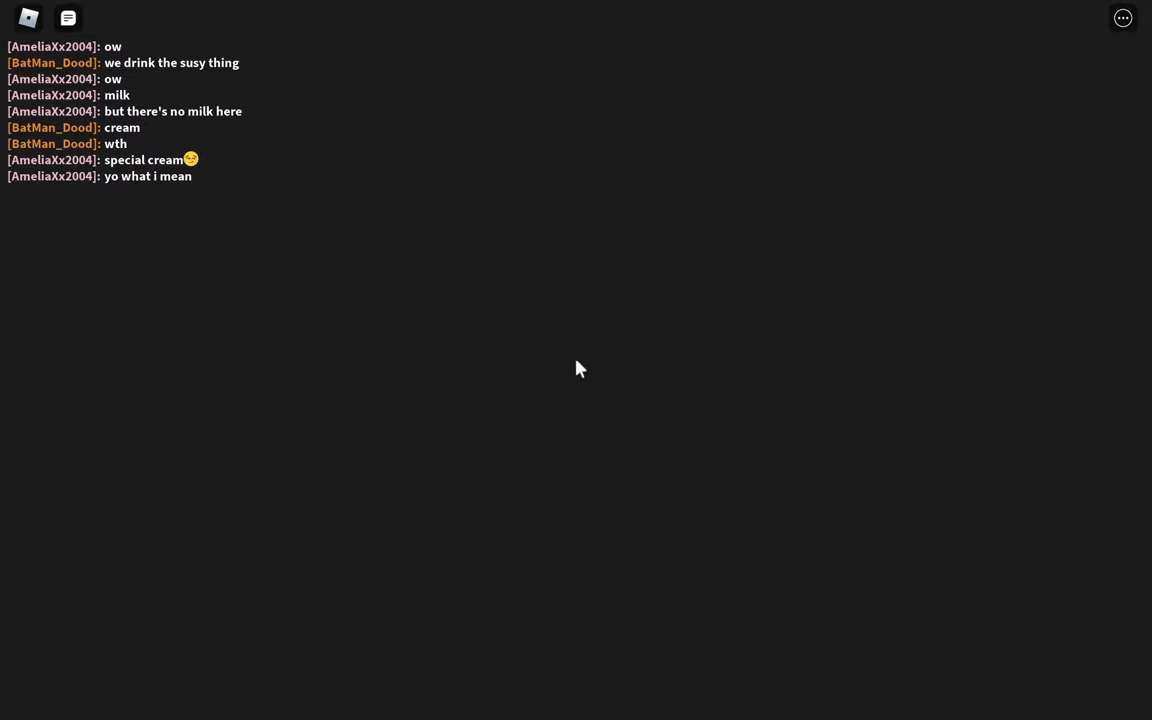 [AmeliaXx2004]: ow
[BatMan_Dood]: we drink the susy thing
[AmeliaXx2004]: ow
[AmeliaXx2004]: milk
[AmeliaXx2004]: but there's no milk here
[BatMan_Dood]: cream
[BatMan_Dood]: wth
[AmeliaXx2004]: special cream😏
[AmeliaXx2004]: yo what i mean